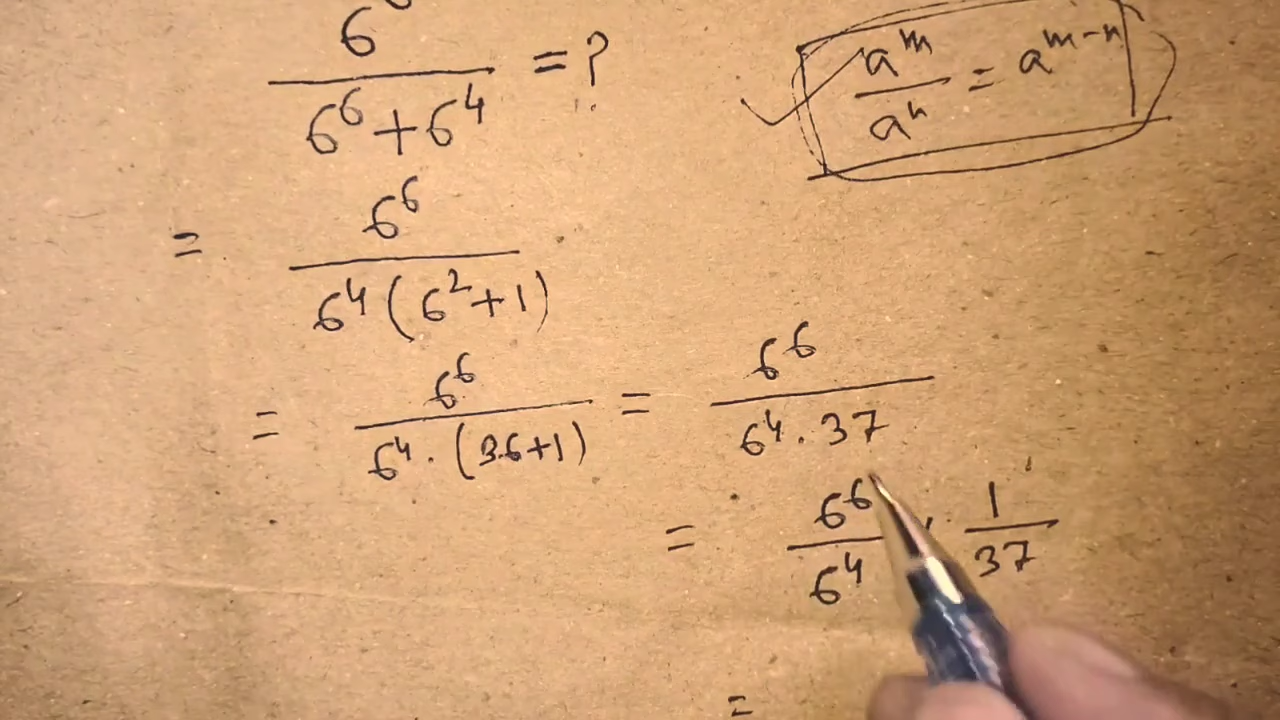 6^6 / (6^6 + 6^4) = ?
a^m / a^n = a^(m-n)
= 6^6 / (6^4 (6^2 + 1))
= 6^6 / (6^4 · (36 + 1)) = 6^6 / (6^4 · 37)
= 6^6 / 6^4 · 1 / 37
=